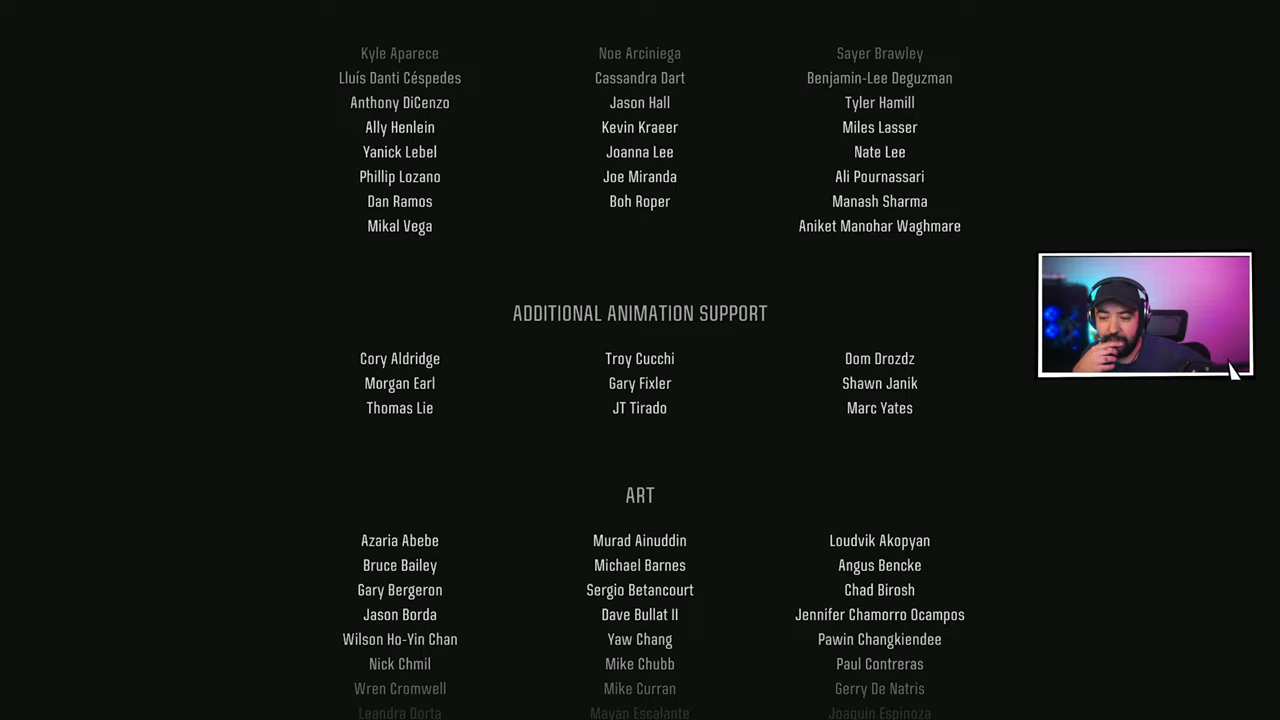 Kyle Aparece Noe Arciniega Sayer Brawley
Lluís Danti Céspedes Cassandra Dart Benjamin-Lee Deguzman
Anthony DiCenzo Jason Hall Tyler Hamill
Ally Henlein Kevin Kraeer Miles Lasser
Yanick Lebel Joanna Lee Nate Lee
Phillip Lozano Joe Miranda Ali Pournassari
Dan Ramos Boh Roper Manash Sharma
Mikal Vega Aniket Manohar Waghmare
ADDITIONAL ANIMATION SUPPORT
Cory Aldridge Troy Cucchi Dom Drozdz
Morgan Earl Gary Fixler Shawn Janik
Thomas Lie JT Tirado Marc Yates
ART
Azaria Abebe Murad Ainuddin Loudvik Akopyan
Bruce Bailey Michael Barnes Angus Bencke
Gary Bergeron Sergio Betancourt Chad Birosh
Jason Borda Dave Bullat II Jennifer Chamorro Ocampos
Wilson Ho-Yin Chan Yaw Chang Pawin Changkiendee
Nick Chmil Mike Chubb Paul Contreras
Wren Cromwell Mike Curran Gerry De Natris
Leandra Dorta Mayan Escalante Joaquin Espinoza